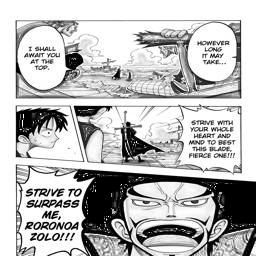 HOWEVER
LONG
IT MAY
TAKE...
I SHALL
AWAIT
YOU AT
THE TOP.
STRIVE WITH
YOUR WHOLE
HEART AND
MIND TO BEST
THIS BLADE,
FIERCE ONE!!!
STRIVE TO
SURPASS
ME,
RORONOA
ZOLO!!!